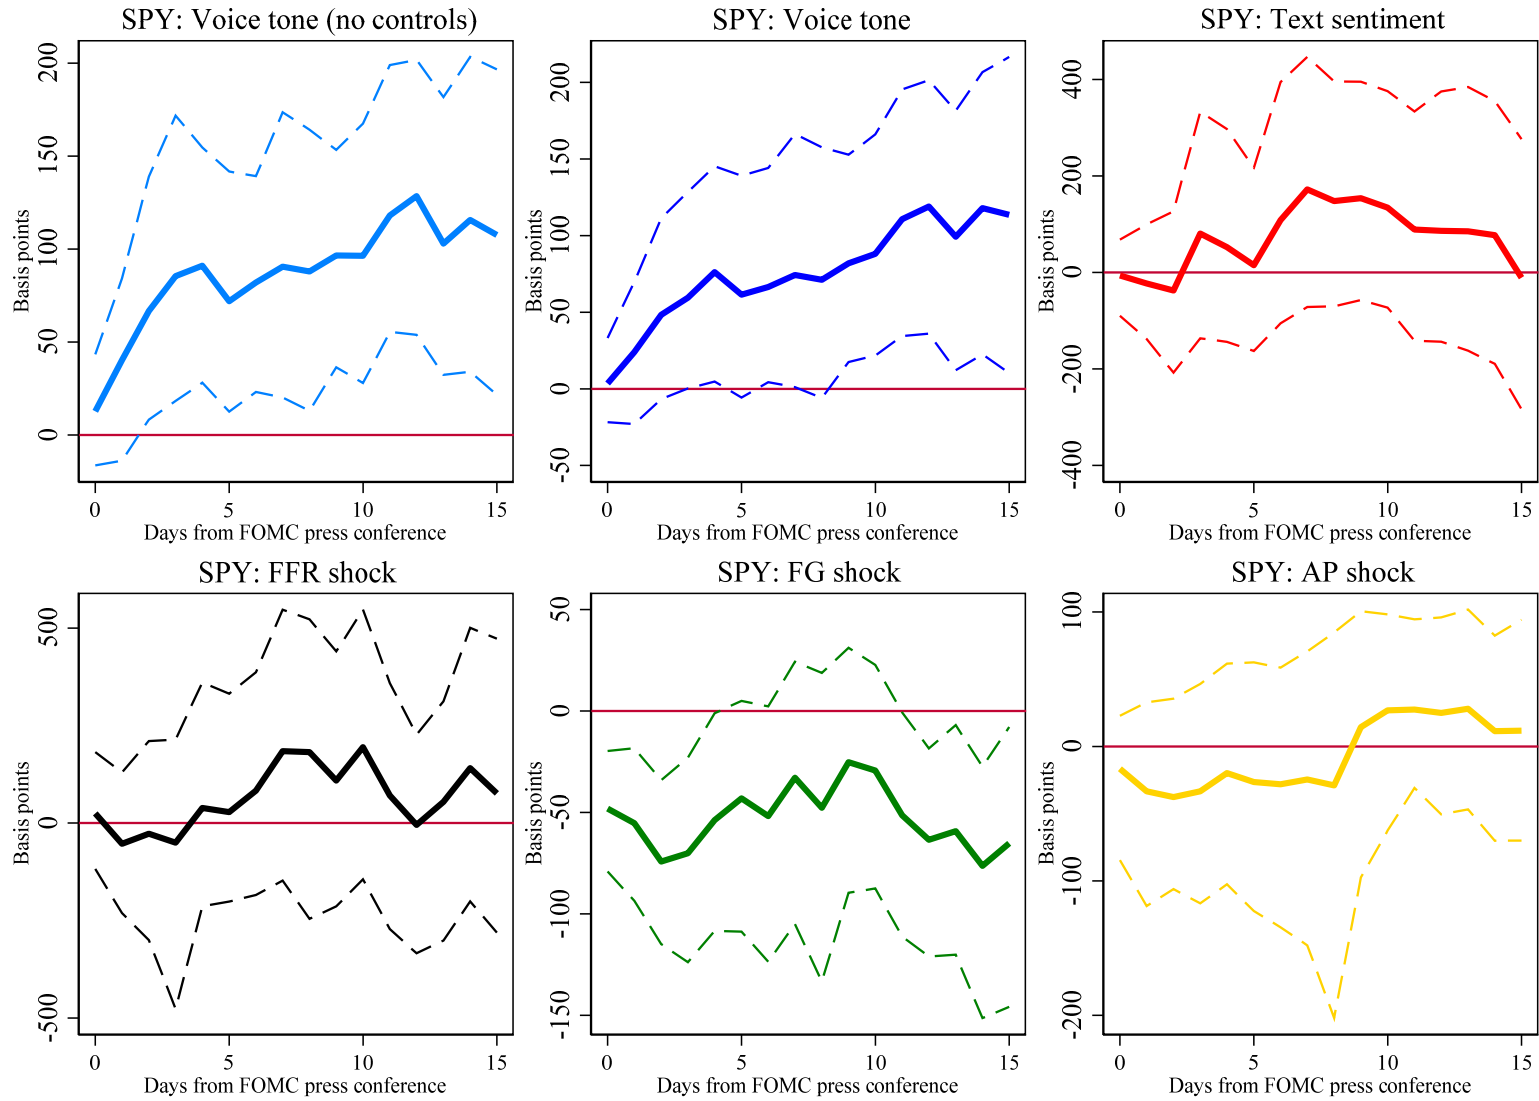 SPY: Voice tone (no controls)
Basis points
200
150
100
50
0
0 5 10 15
Days from FOMC press conference
SPY: Voice tone
Basis points
200
150
100
50
0
-50
0 5 10 15
Days from FOMC press conference
SPY: Text sentiment
Basis points
400
200
0
-200
-400
0 5 10 15
Days from FOMC press conference
SPY: FFR shock
Basis points
500
0
-500
0 5 10 15
Days from FOMC press conference
SPY: FG shock
Basis points
50
0
-50
-100
-150
0 5 10 15
Days from FOMC press conference
SPY: AP shock
Basis points
100
0
-100
-200
0 5 10 15
Days from FOMC press conference